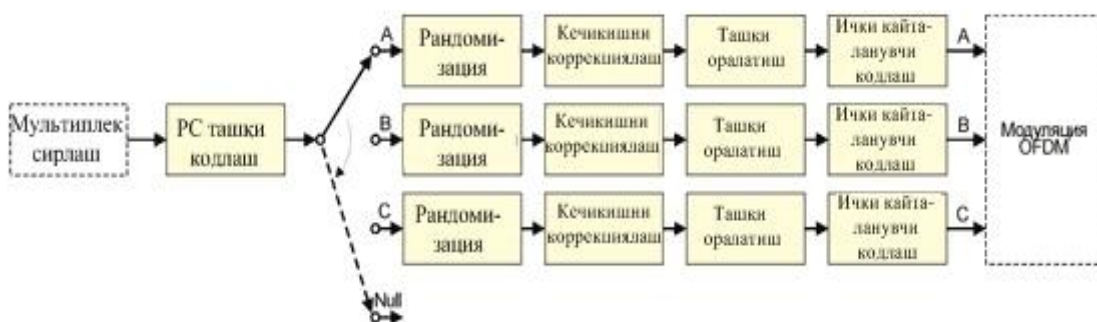 Мультиплек
сирлаш
РС ташқи
кодлаш
A
Рандоми-
зация
Кечикишни
коррекциялаш
Ташки
оралатиш
Ички кайта-
ланувчи
кодлаш
A
B
Рандоми-
зация
Кечикишни
коррекциялаш
Ташки
оралатиш
Ички кайта-
ланувчи
кодлаш
B
C
Рандоми-
зация
Кечикишни
коррекциялаш
Ташки
оралатиш
Ички кайта-
ланувчи
кодлаш
C
Null
Модуляция
OFDM